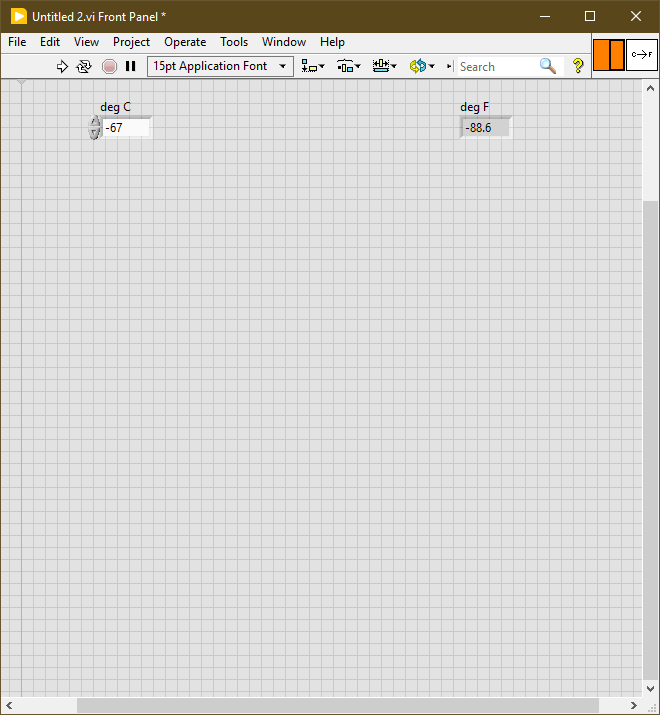 Untitled 2.vi Front Panel *
File Edit View Project Operate Tools Window Help
15pt Application Font Search ? C→F
deg C deg F
-67 -88.6